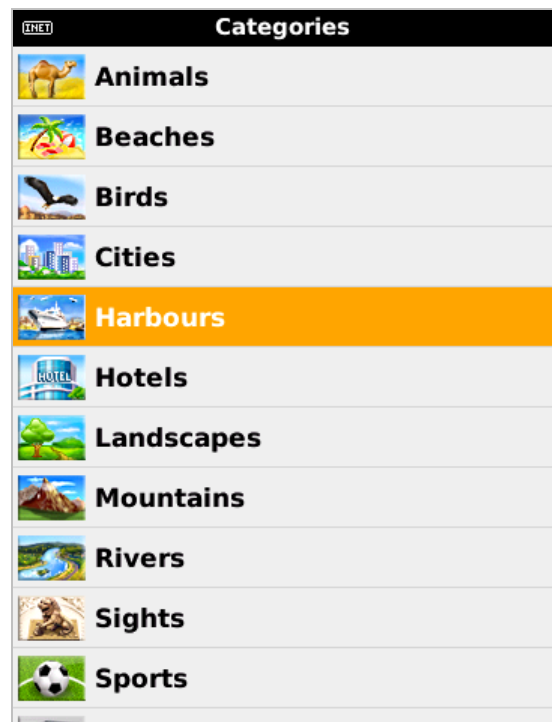 INET
Categories
Animals
Beaches
Birds
Cities
Harbours
HOTEL
Hotels
Landscapes
Mountains
Rivers
Sights
Sports